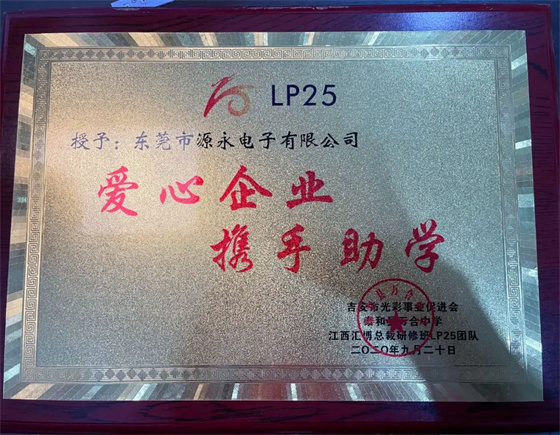 LP25
授予：东莞市源永电子有限公司
爱心企业
携手助学
吉安市光彩事业促进会
泰和县万合中学
江西汇博总裁研修班LP25团队
二〇二〇年九月二十日